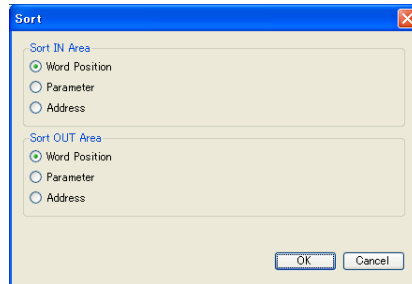 Sort
Sort IN Area
Word Position
Parameter
Address
Sort OUT Area
Word Position
Parameter
Address
OK Cancel